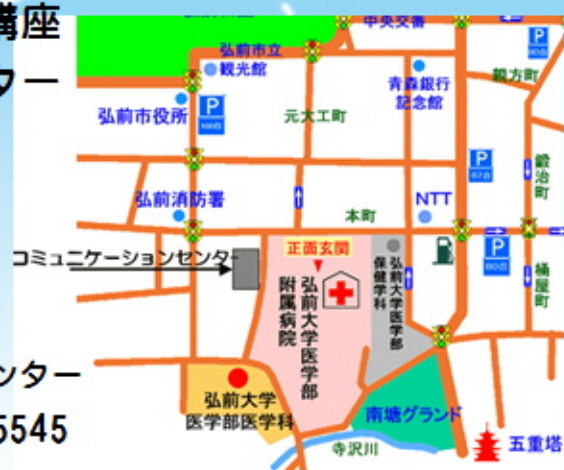 講座
ター
中央交番
弘前市立
観光館
青森銀行
記念館
親方町
弘前市役所
P
P
元大工町
P
鍛治町
弘前消防署
NTT
本町
P
コミュニケーションセンター
正面玄関
弘前大学医学部
附属病院
弘前大学医学部
保健学科
桶屋町
ンター
5545
弘前大学
医学部医学科
南塘グランド
寺沢川
五重塔